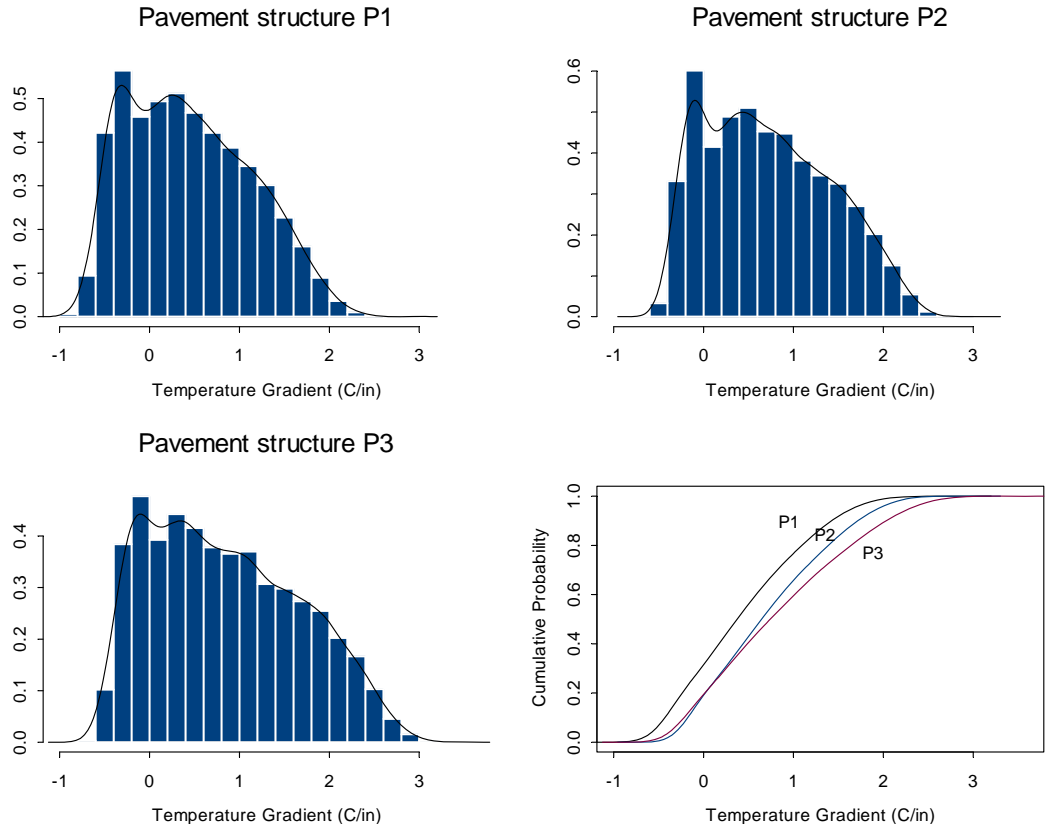 Pavement structure P1
0.0 0.1 0.2 0.3 0.4 0.5
-1 0 1 2 3
Temperature Gradient (C/in)
Pavement structure P2
0.0 0.2 0.4 0.6
-1 0 1 2 3
Temperature Gradient (C/in)
Pavement structure P3
0.0 0.1 0.2 0.3 0.4
-1 0 1 2 3
Temperature Gradient (C/in)
Cumulative Probability
0.0 0.2 0.4 0.6 0.8 1.0
P1
P2
P3
-1 0 1 2 3
Temperature Gradient (C/in)